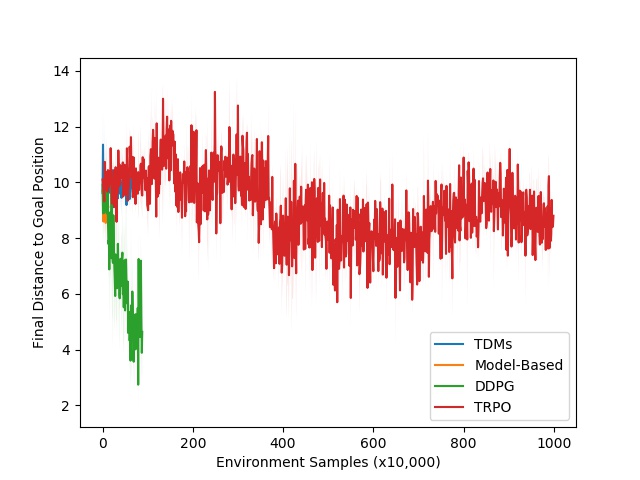 14
12
10
8
6
4
2
0
200
400
600
800
1000
Final Distance to Goal Position
Environment Samples (x10,000)
TDMs
Model-Based
DDPG
TRPO